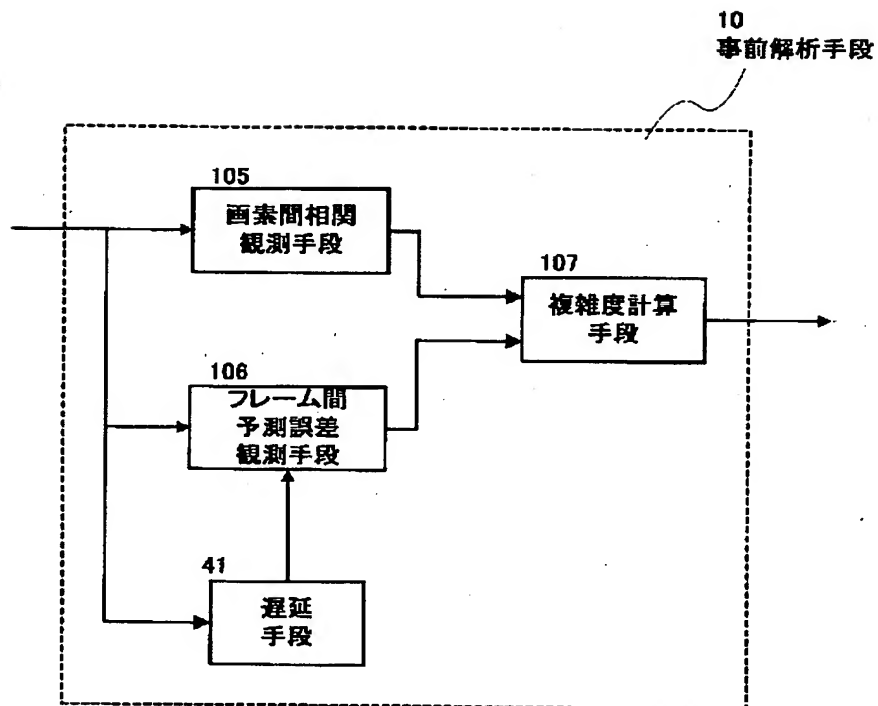 10
事前解析手段
105
画素間相関
観測手段
107
複雑度計算
手段
106
フレーム間
予測誤差
観測手段
41
遅延
手段